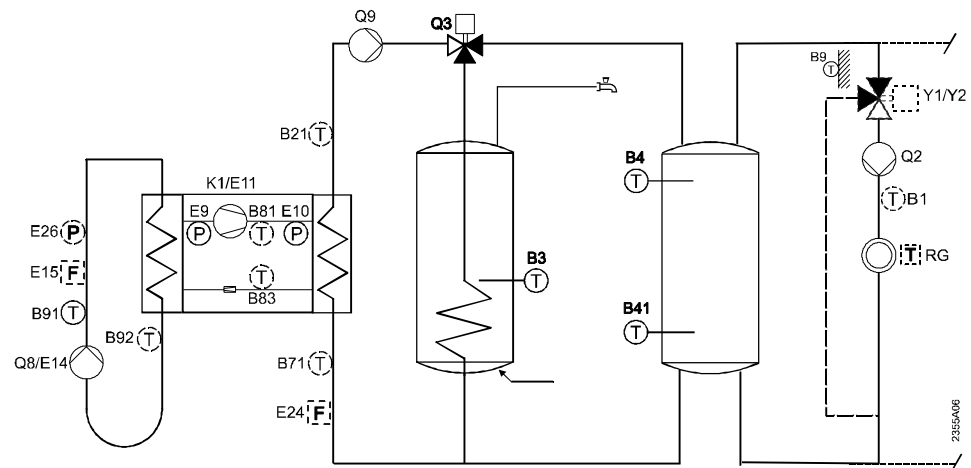 Q9
Q3
B9
T
Y1/Y2
B21 T
Q2
B4
T
K1/E11
T B1
E9 B81 E10
P T P
E26 P
B3
T
T RG
E15 F
T
B83
B91 T
B41
T
B92 T
Q8/E14
B71 T
E24 F
2355A06